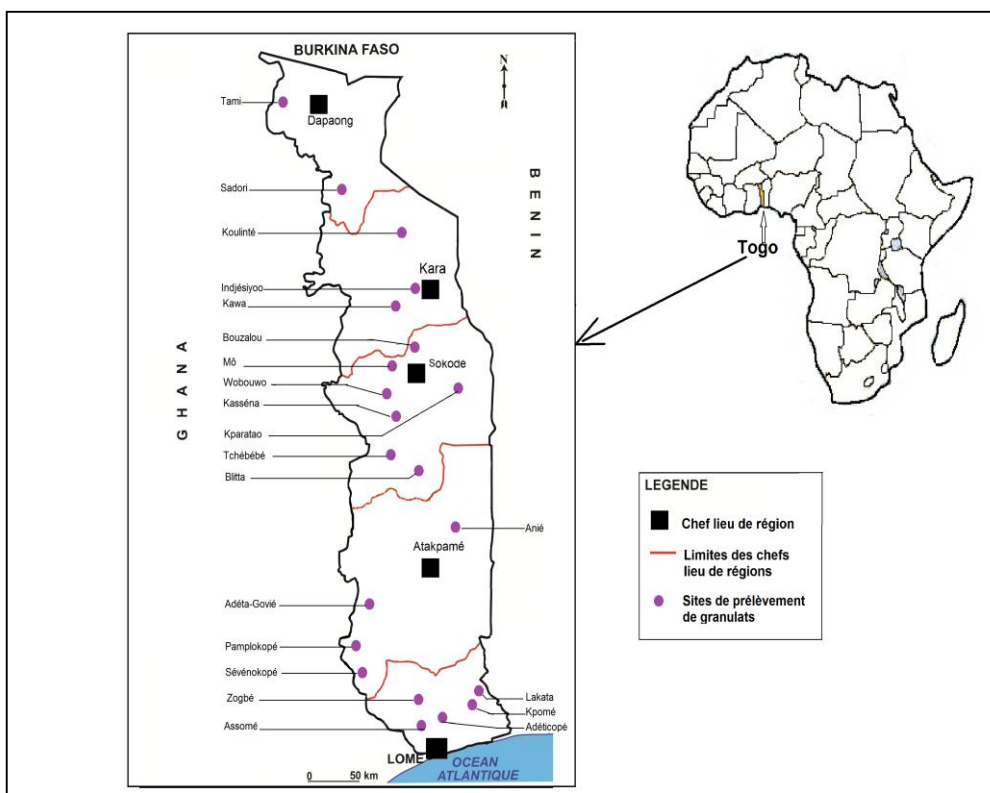 BURKINA FASO
N
Tami
Dapaong
B E N I N
Sadori
Koulinté
Togo
Kara
Indjésiyoo
Kawa
Bouzalou
Mô
Sokode
Wobouwo
Kasséna
G H A N A
Kparatao
Tchébébé
Blitta
LEGENDE
Chef lieu de région
Anié
Atakpamé
Limites des chefs
lieu de régions
Adéta-Govié
Sites de prélèvement
de granulats
Pamplokopé
Sévénokopé
Zogbé
Lakata
Kpomé
Assomé
Adéticopé
LOME
OCEAN
ATLANTIQUE
0 50 km